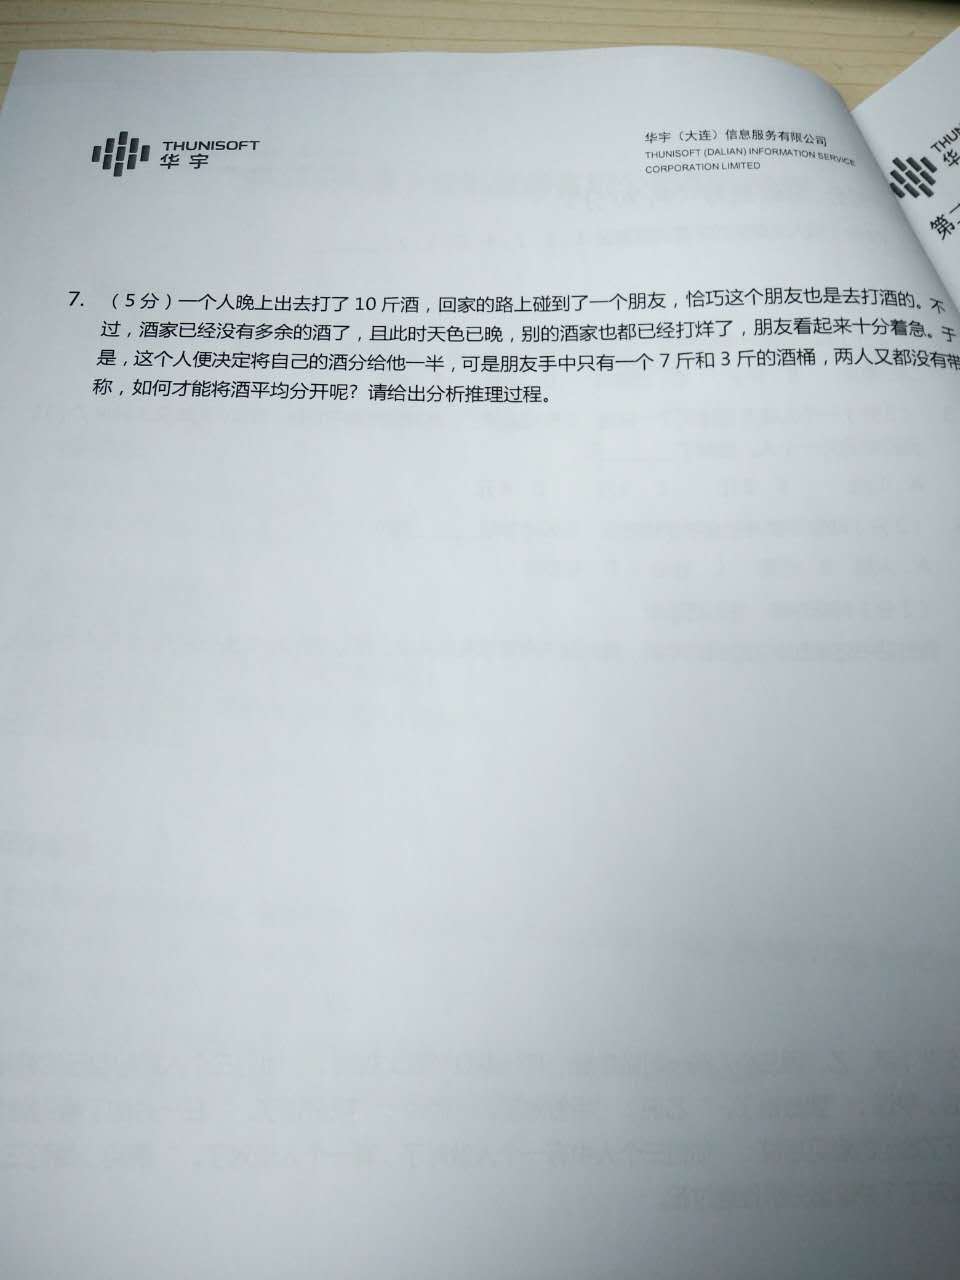 THUNISOFT
华宇
华宇（大连）信息服务有限公司
THUNISOFT (DALIAN) INFORMATION SERVICE
CORPORATION LIMITED
THUN
华
第二
7. （5 分）一个人晚上出去打了 10 斤酒，回家的路上碰到了一个朋友，恰巧这个朋友也是去打酒的。不
过，酒家已经没有多余的酒了，且此时天色已晚，别的酒家也都已经打烊了，朋友看起来十分着急。于
是，这个人便决定将自己的酒分给他一半，可是朋友手中只有一个 7 斤和 3 斤的酒桶，两人又都没有带
称，如何才能将酒平均分开呢？请给出分析推理过程。